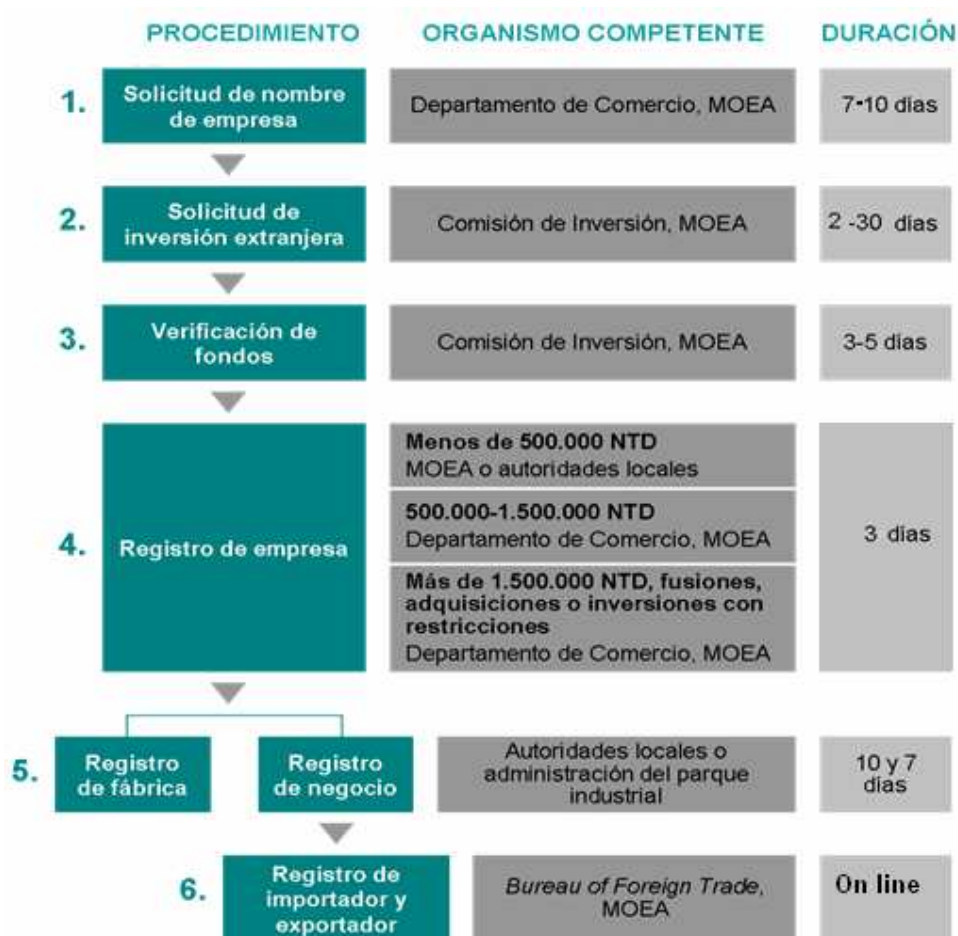 PROCEDIMIENTO ORGANISMO COMPETENTE DURACIÓN
1.
Solicitud de nombre
de empresa
Departamento de Comercio, MOEA
7-10 días
2.
Solicitud de
inversión extranjera
Comisión de Inversión, MOEA
2 -30 días
3.
Verificación de
fondos
Comisión de Inversión, MOEA
3-5 días
4.
Registro de empresa
Menos de 500.000 NTD
MOEA o autoridades locales
500.000-1.500.000 NTD
Departamento de Comercio, MOEA
Más de 1.500.000 NTD, fusiones,
adquisiciones o inversiones con
restricciones
Departamento de Comercio, MOEA
3 días
5.
Registro
de fábrica
Registro
de negocio
Autoridades locales o
administración del parque
industrial
10 y 7
días
6.
Registro de
importador y
exportador
Bureau of Foreign Trade,
MOEA
On line